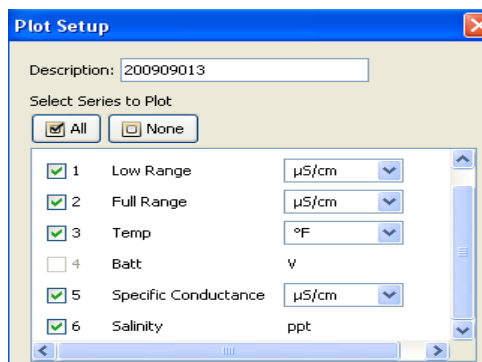 Plot Setup
Description: 200909013
Select Series to Plot
All None
1 Low Range µS/cm
2 Full Range µS/cm
3 Temp °F
4 Batt V
5 Specific Conductance µS/cm
6 Salinity ppt